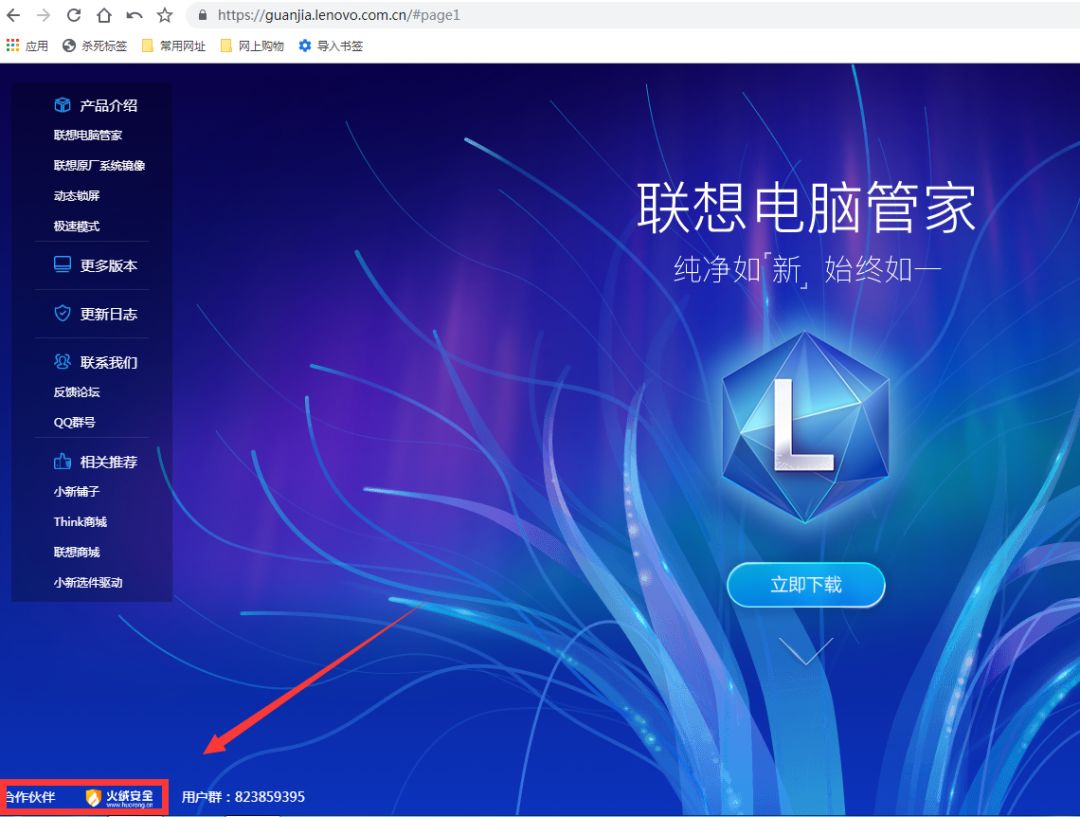 https://guanjia.lenovo.com.cn/#page1
应用 杀死标签 常用网址 网上购物 导入书签
产品介绍
联想电脑管家
联想原厂系统镜像
动态锁屏
极速模式
更多版本
更新日志
联系我们
反馈论坛
QQ群号
相关推荐
小新铺子
Think商城
联想商城
小新选件驱动
联想电脑管家
纯净如「新」 始终如一
L
立即下载
合作伙伴 火绒安全
www.huorong.cn
用户群：823859395